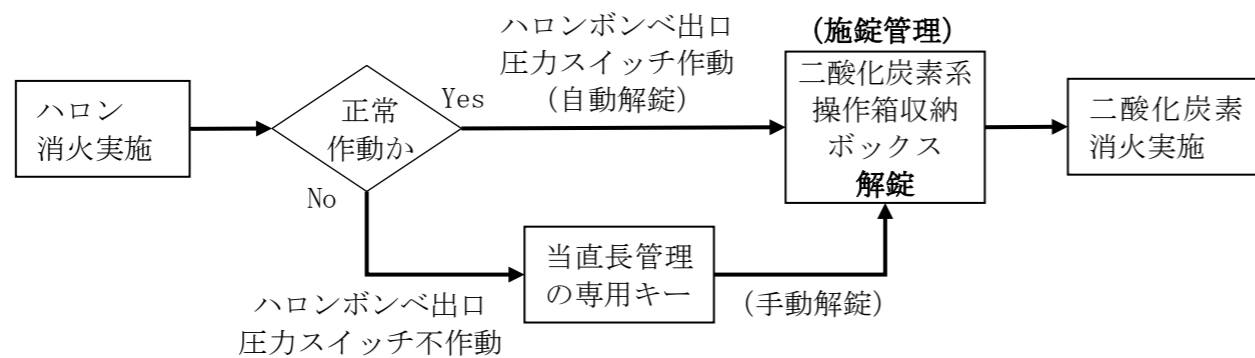 ハロン
消火実施
正常
作動か
Yes
No
ハロンボンベ出口
圧力スイッチ作動
（自動解錠）
（施錠管理）
二酸化炭素系
操作箱収納
ボックス
解錠
二酸化炭素
消火実施
ハロンボンベ出口
圧力スイッチ不作動
当直長管理
の専用キー
（手動解錠）